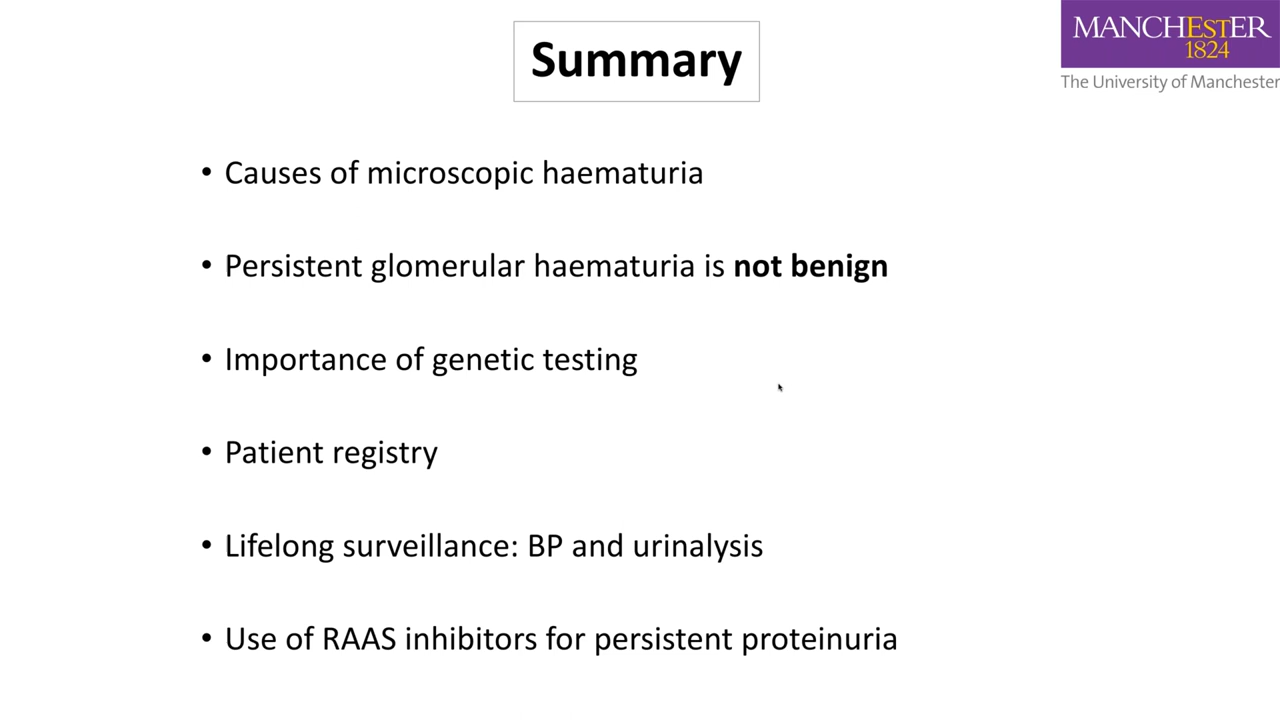 Summary
MANCHESTER
1824
The University of Manchester
• Causes of microscopic haematuria
• Persistent glomerular haematuria is not benign
• Importance of genetic testing
• Patient registry
• Lifelong surveillance: BP and urinalysis
• Use of RAAS inhibitors for persistent proteinuria